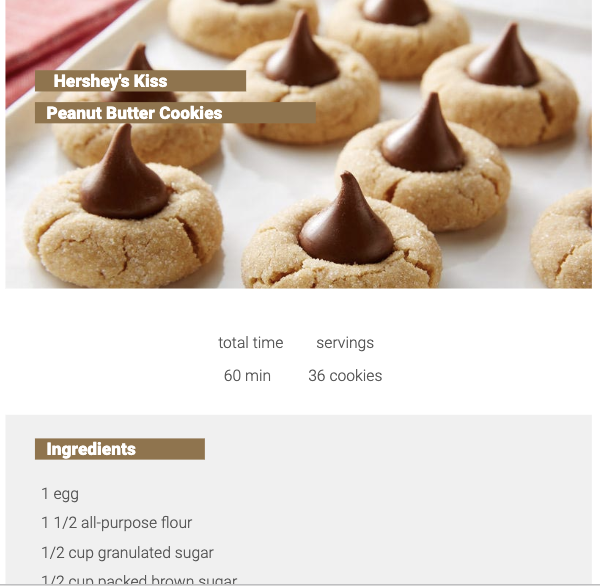 Hershey's Kiss
Peanut Butter Cookies
total time servings
60 min 36 cookies
Ingredients
1 egg
1 1/2 all-purpose flour
1/2 cup granulated sugar
1/2 cup packed brown sugar